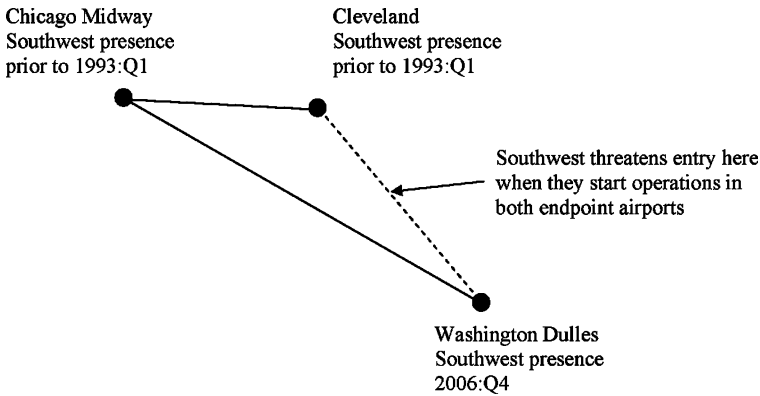 Chicago Midway
Southwest presence
prior to 1993:Q1
Cleveland
Southwest presence
prior to 1993:Q1
Southwest threatens entry here
when they start operations in
both endpoint airports
Washington Dulles
Southwest presence
2006:Q4